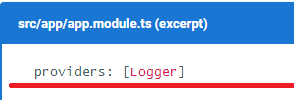 src/app/app.module.ts (excerpt)
providers: [Logger]